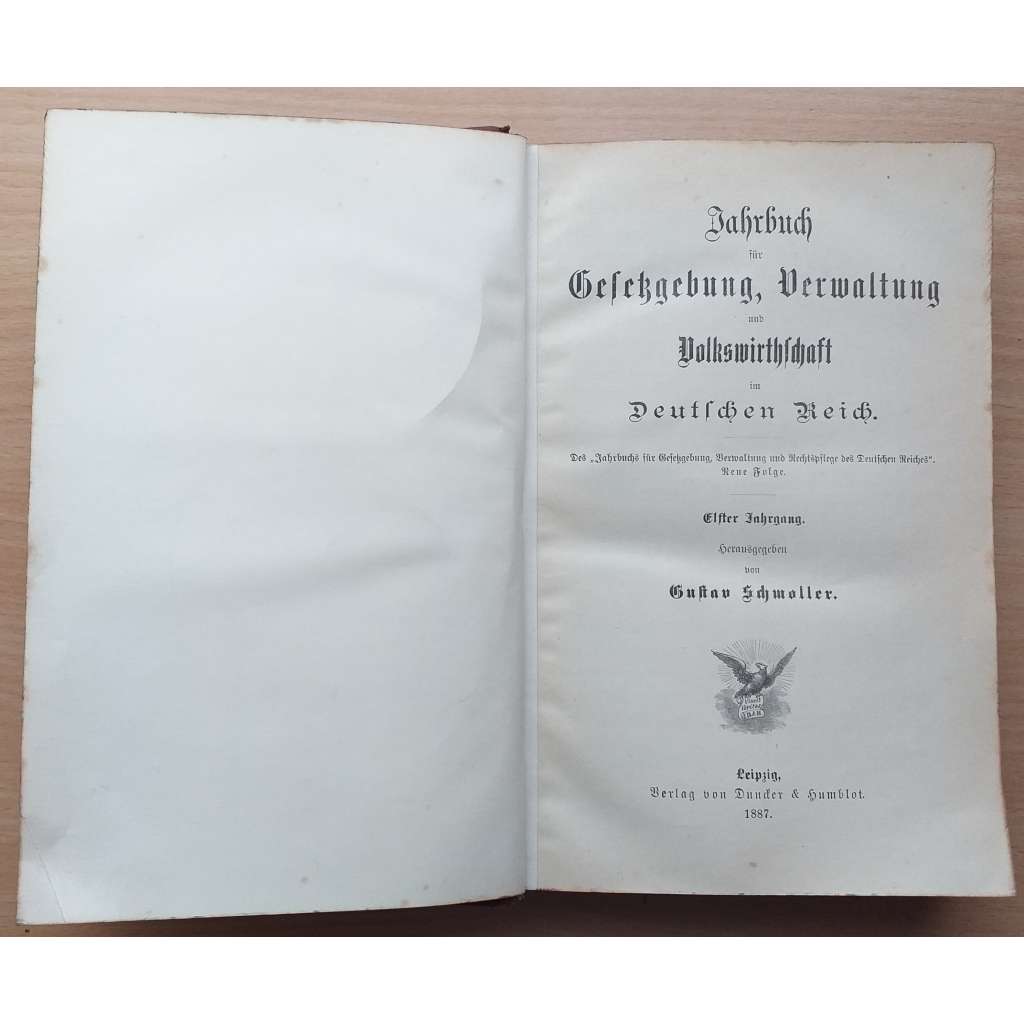 Jahrbuch
für
Gesetzgebung, Verwaltung
und
Volkswirthschaft
im
Deutschen Reich.
Des „Jahrbuchs für Gesetzgebung, Verwaltung und Rechtspflege des Deutschen Reiches“.
Neue Folge.
Elfter Jahrgang.
Herausgegeben
von
Gustav Schmoller.
Leipzig,
Verlag von Duncker & Humblot.
1887.